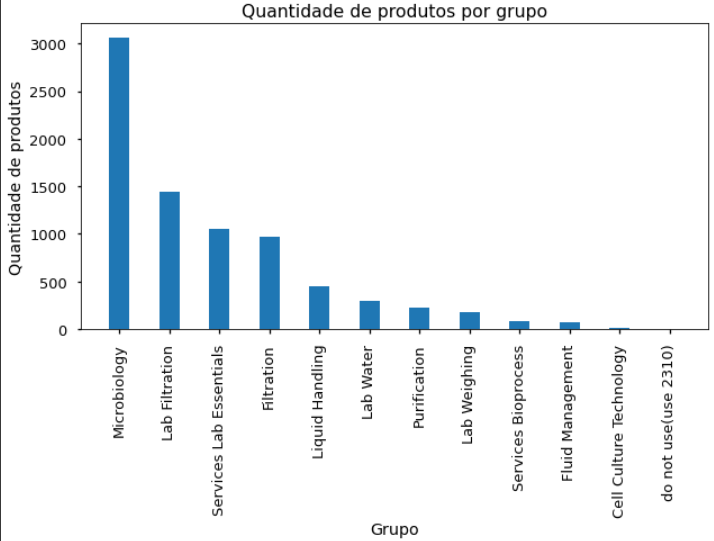 Quantidade de produtos por grupo
Quantidade de produtos
3000
2500
2000
1500
1000
500
0
Microbiology
Lab Filtration
Services Lab Essentials
Filtration
Liquid Handling
Lab Water
Purification
Lab Weighing
Services Bioprocess
Fluid Management
Cell Culture Technology
do not use(use 2310)
Grupo